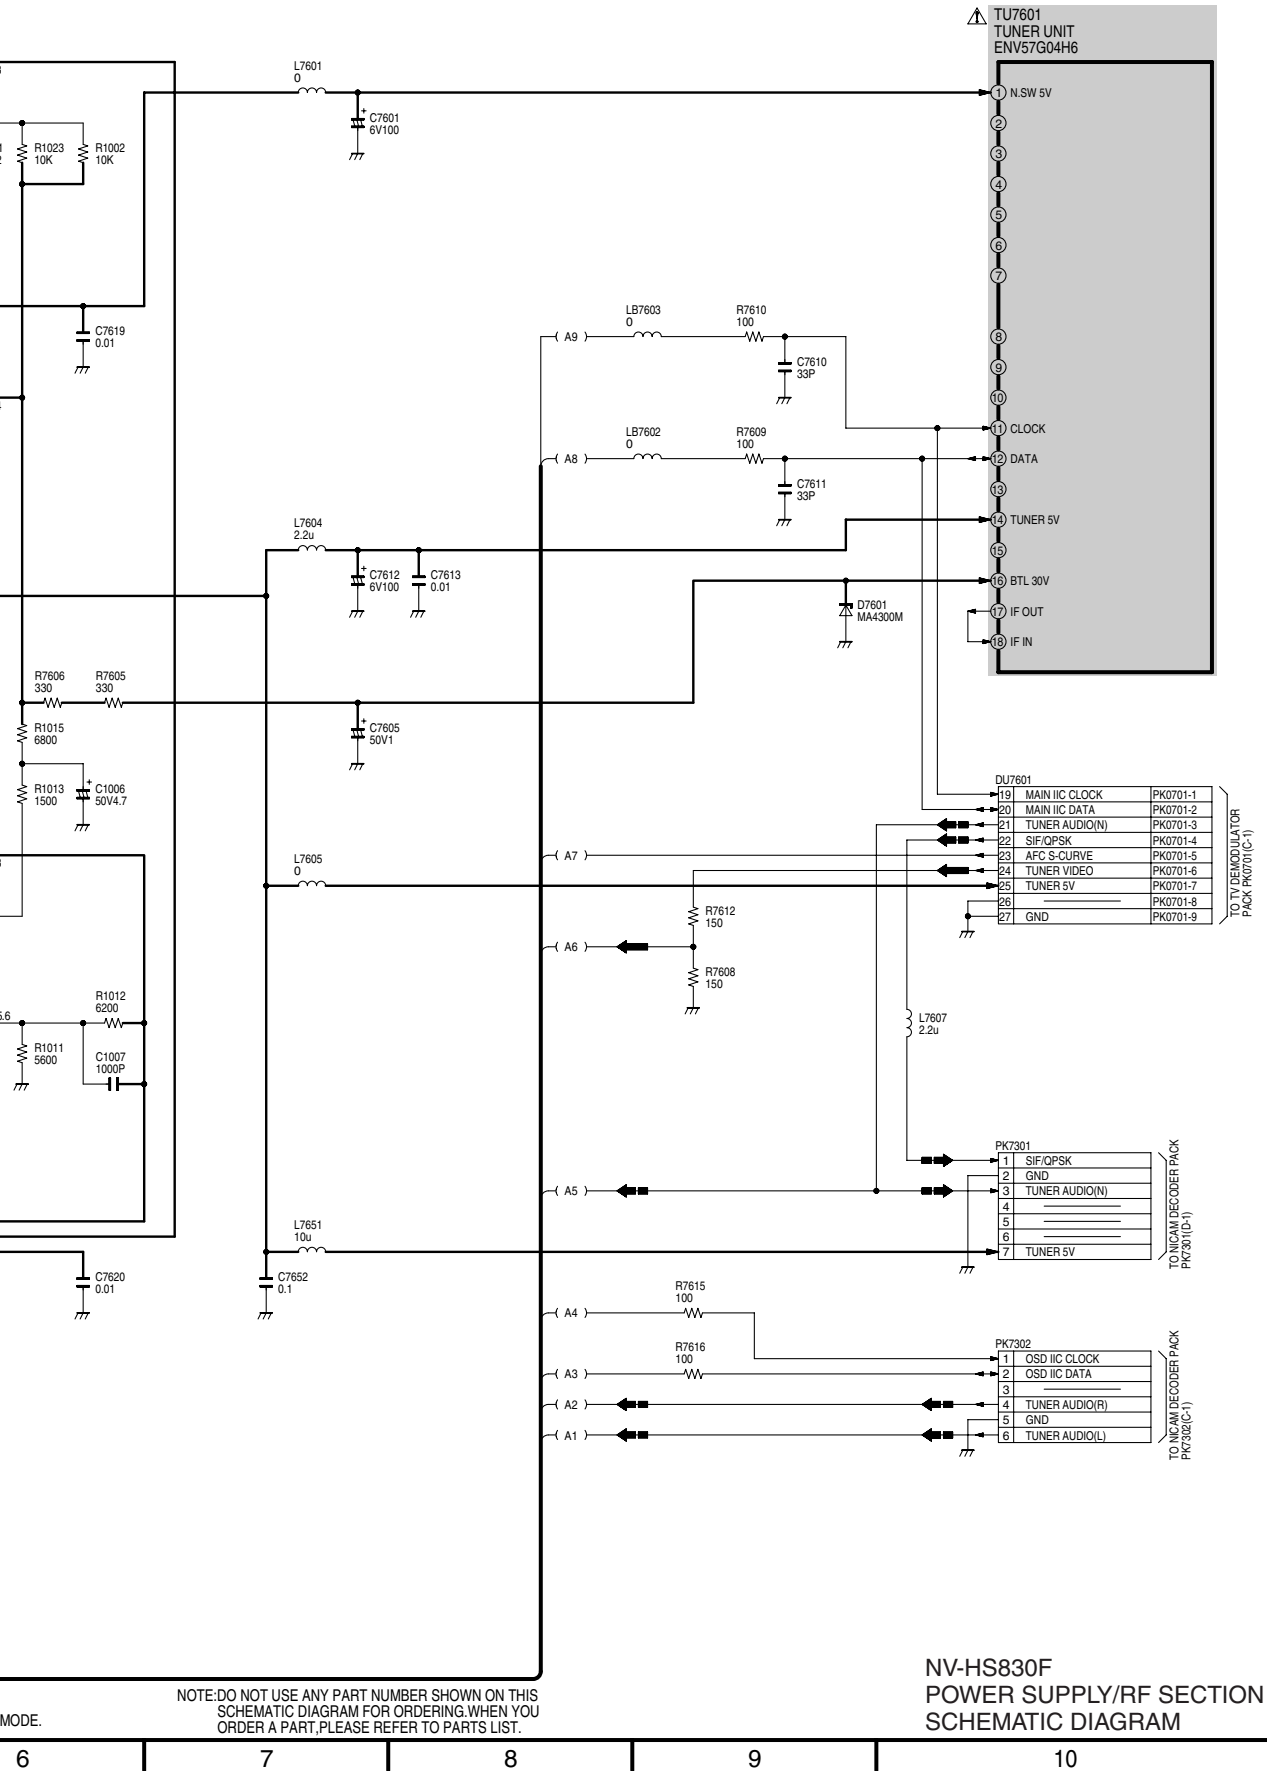 TU7601
TUNER UNIT
ENV57G04H6
1 N.SW 5V
2
3
4
5
6
7
8
9
10
11 CLOCK
12 DATA
13
14 TUNER 5V
15
16 BTL 30V
17 IF OUT
18 IF IN
L7601
0
C7601
6V100
R1023
10K
R1002
10K
C7619
0.01
LB7603
0
R7610
100
A9
C7610
33P
LB7602
0
R7609
100
A8
C7611
33P
L7604
2.2u
C7612
6V100
C7613
0.01
D7601
MA4300M
R7606
330
R7605
330
R1015
6800
C7605
50V1
R1013
1500
C1006
50V4.7
DU7601
19 MAIN IIC CLOCK PK0701-1
20 MAIN IIC DATA PK0701-2
21 TUNER AUDIO(N) PK0701-3
22 SIF/QPSK PK0701-4
23 AFC S-CURVE PK0701-5
24 TUNER VIDEO PK0701-6
25 TUNER 5V PK0701-7
26 PK0701-8
27 GND PK0701-9
TO TV DEMODULATOR
PACK PK0701(C-1)
A7
L7605
0
R7612
150
A6
R7608
150
R1012
6200
5.6
R1011
5600
C1007
1000P
L7607
2.2u
PK7301
1 SIF/QPSK
2 GND
3 TUNER AUDIO(N)
4
5
6
7 TUNER 5V
TO NICAM DECODER PACK
PK7301(D-1)
A5
L7651
10u
C7620
0.01
C7652
0.1
R7615
100
A4
R7616
100
A3
A2
A1
PK7302
1 OSD IIC CLOCK
2 OSD IIC DATA
3
4 TUNER AUDIO(R)
5 GND
6 TUNER AUDIO(L)
TO NICAM DECODER PACK
PK7302(C-1)
NV-HS830F
POWER SUPPLY/RF SECTION
SCHEMATIC DIAGRAM
NOTE:DO NOT USE ANY PART NUMBER SHOWN ON THIS
SCHEMATIC DIAGRAM FOR ORDERING.WHEN YOU
ORDER A PART,PLEASE REFER TO PARTS LIST.
MODE.
6 7 8 9 10